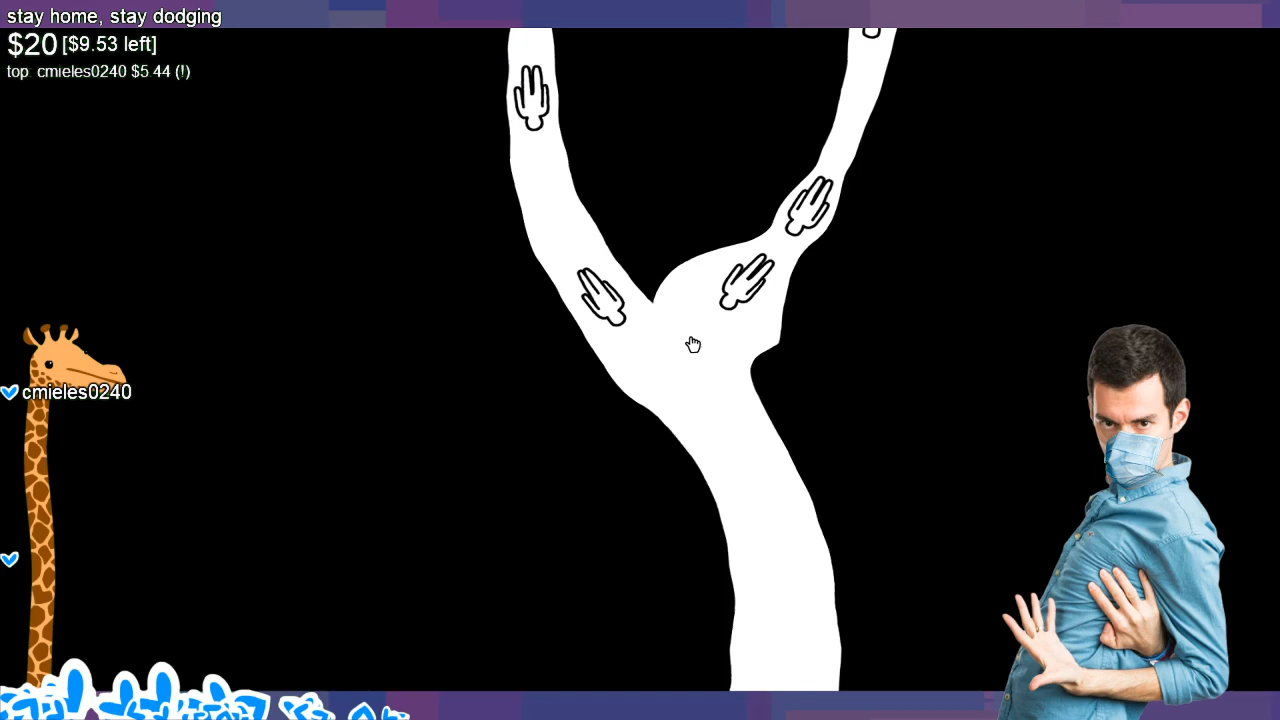 stay home, stay dodging
$20 [$9.53 left]
top: cmieles0240 $5.44 (!)
cmieles0240